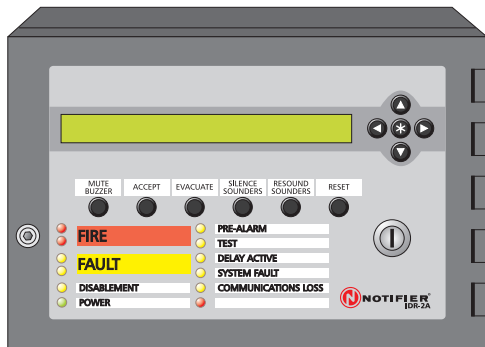 MUTE
BUZZER
ACCEPT
EVACUATE
SILENCE
SOUNDERS
RESOUND
SOUNDERS
RESET
FIRE
FAULT
DISABLEMENT
POWER
PRE-ALARM
TEST
DELAY ACTIVE
SYSTEM FAULT
COMMUNICATIONS LOSS
N NOTIFIER®
IDR-2A